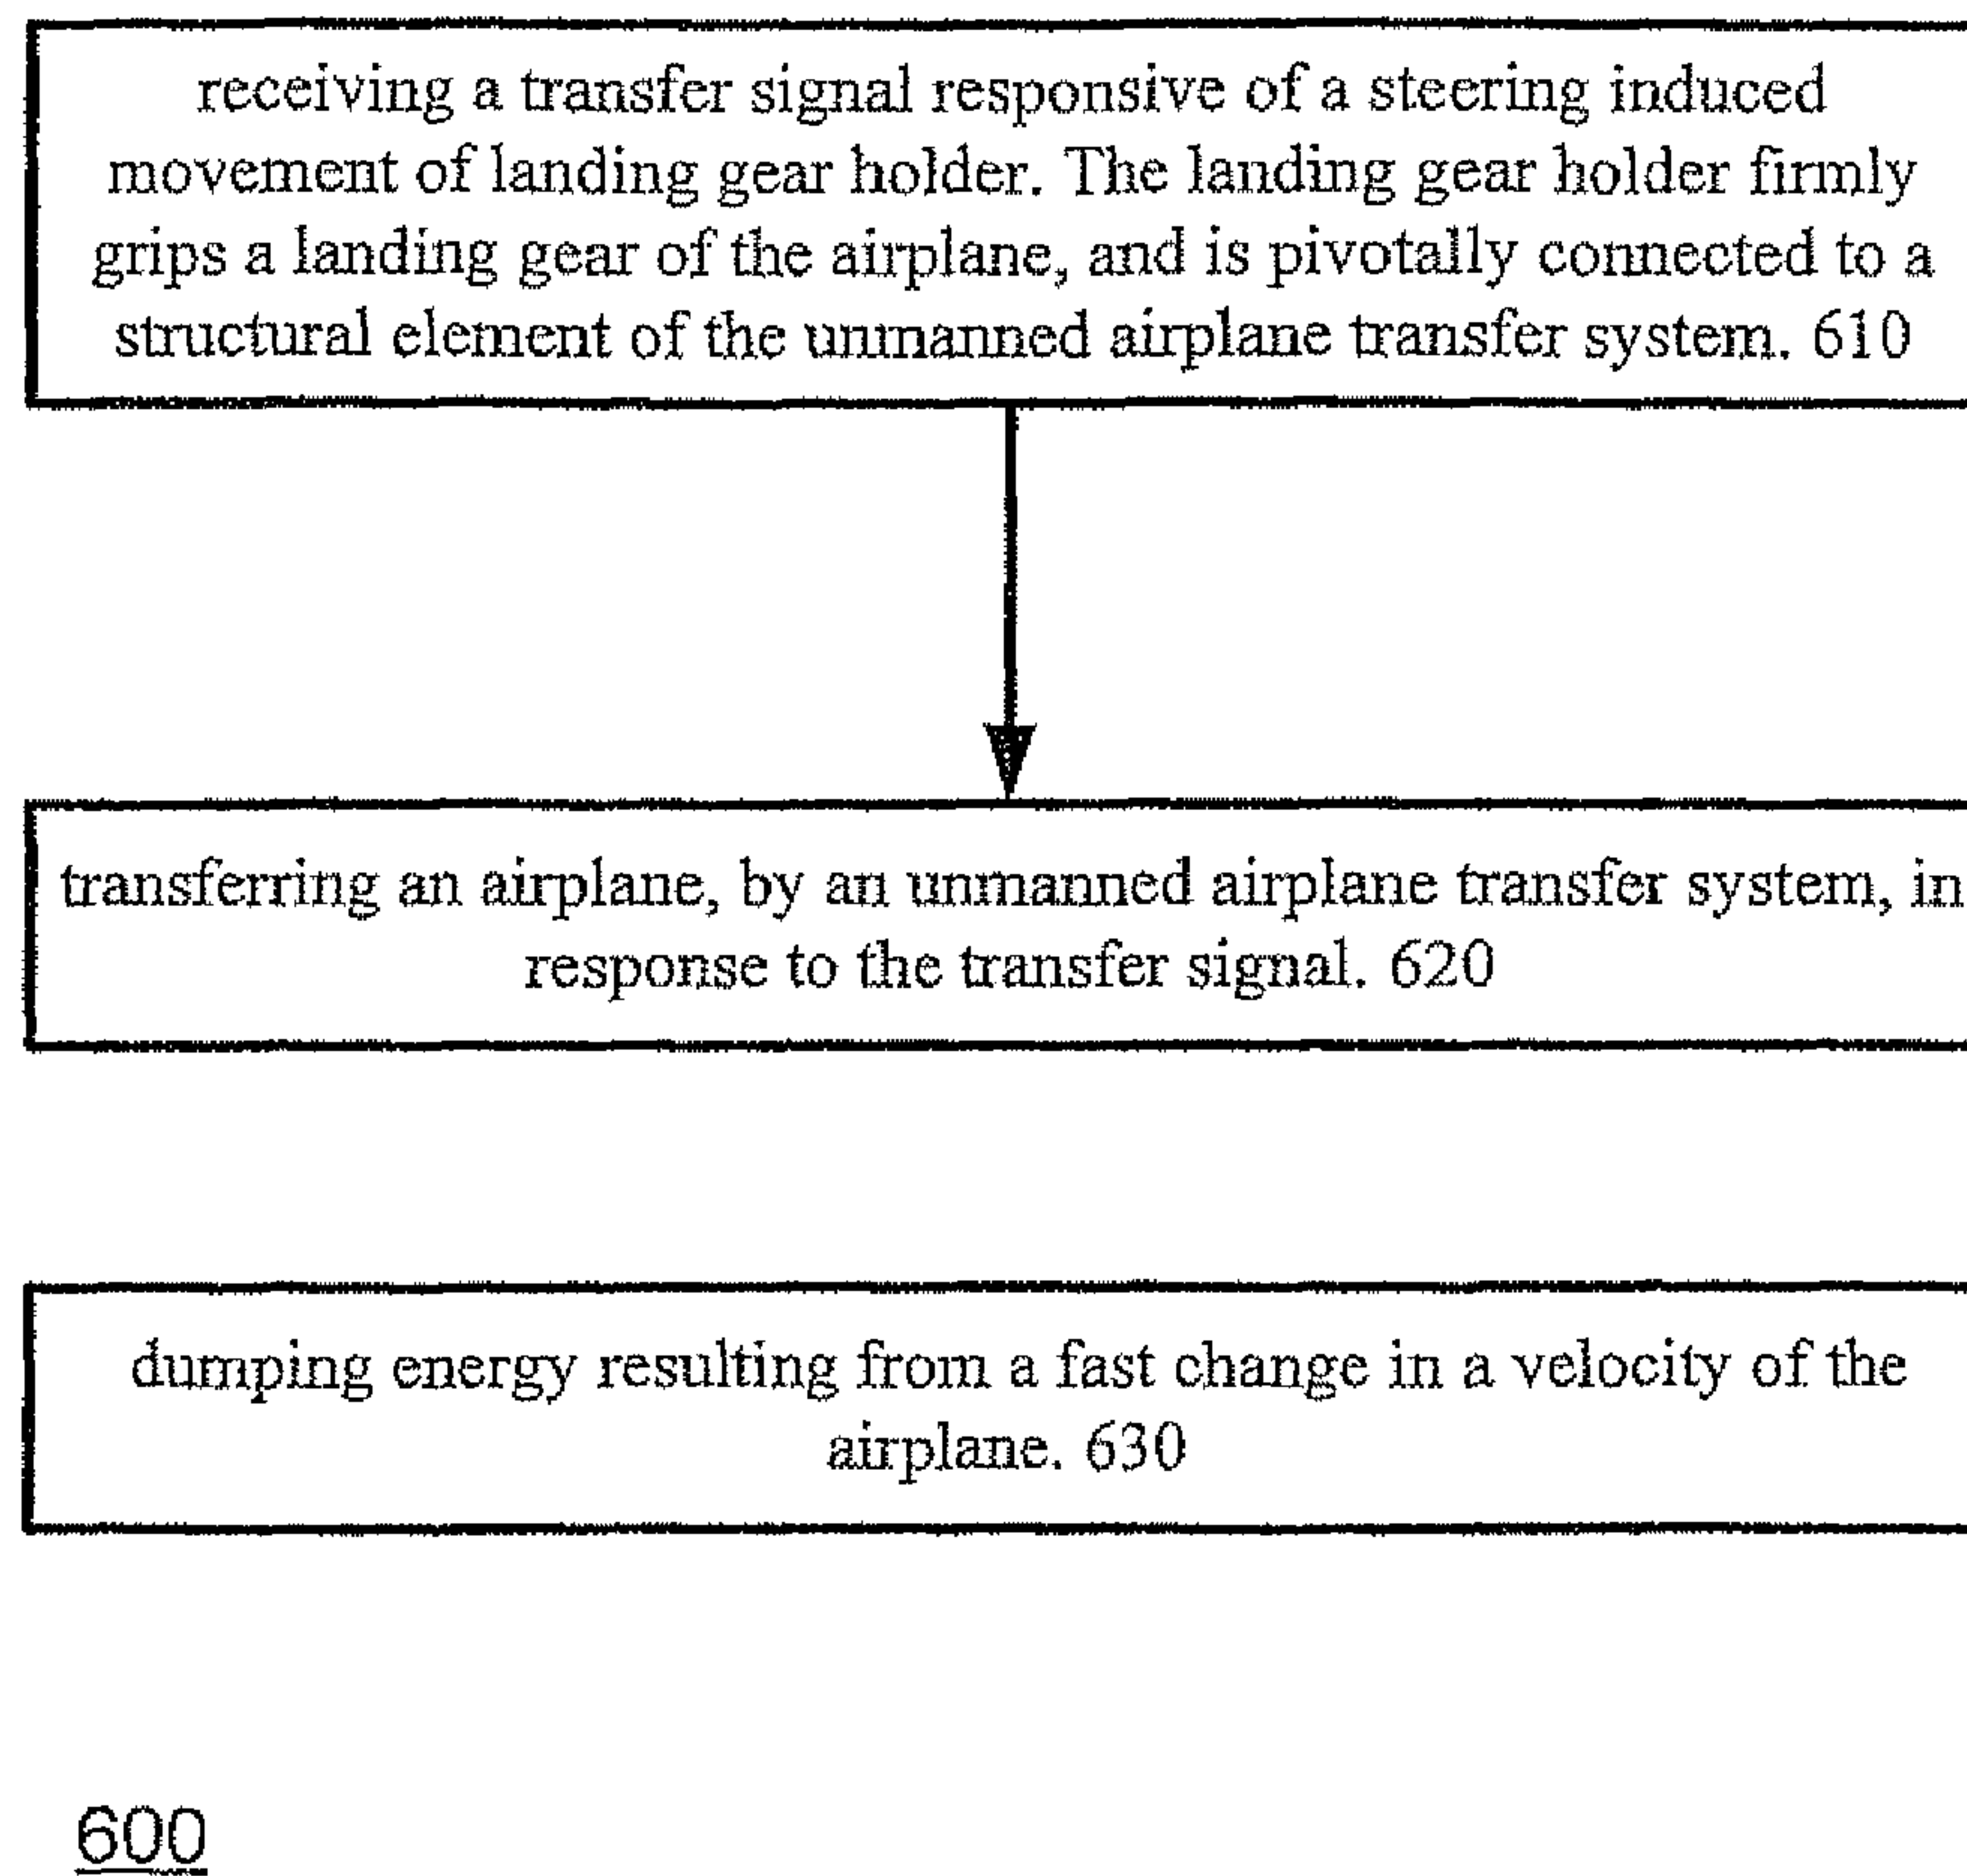 receiving a transfer signal responsive of a steering induced
movement of landing gear holder. The landing gear holder firmly
grips a landing gear of the airplane, and is pivotally connected to a
structural element of the unmanned airplane transfer system. 610
transferring an airplane, by an unmanned airplane transfer system, in
response to the transfer signal. 620
dumping energy resulting from a fast change in a velocity of the
airplane. 630
600